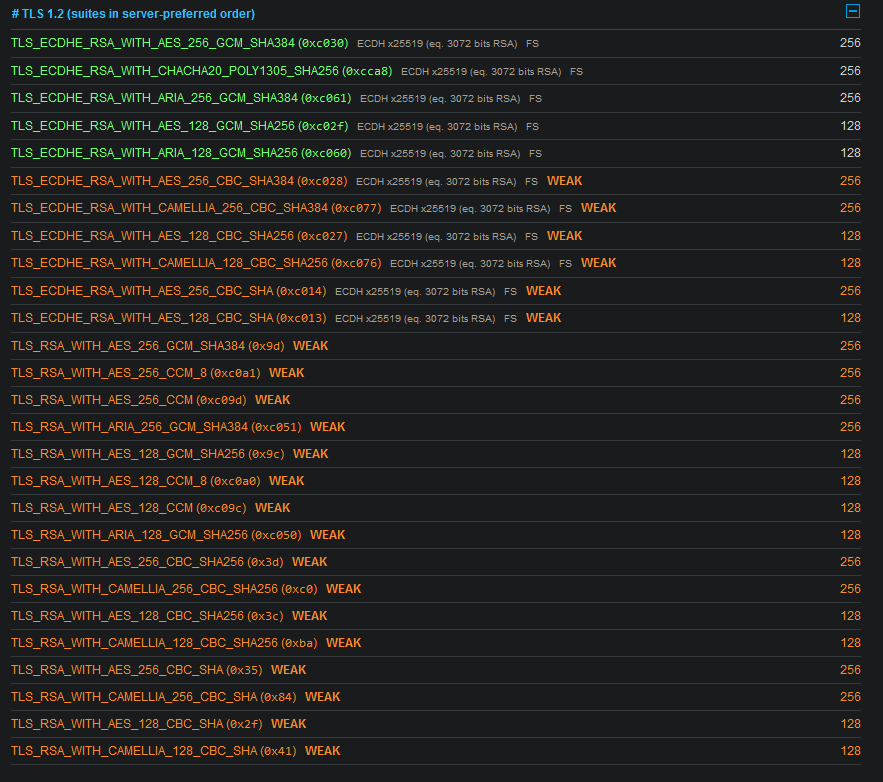 # TLS 1.2 (suites in server-preferred order)
TLS_ECDHE_RSA_WITH_AES_256_GCM_SHA384 (0xc030) ECDH x25519 (eq. 3072 bits RSA) FS 256
TLS_ECDHE_RSA_WITH_CHACHA20_POLY1305_SHA256 (0xcca8) ECDH x25519 (eq. 3072 bits RSA) FS 256
TLS_ECDHE_RSA_WITH_ARIA_256_GCM_SHA384 (0xc061) ECDH x25519 (eq. 3072 bits RSA) FS 256
TLS_ECDHE_RSA_WITH_AES_128_GCM_SHA256 (0xc02f) ECDH x25519 (eq. 3072 bits RSA) FS 128
TLS_ECDHE_RSA_WITH_ARIA_128_GCM_SHA256 (0xc060) ECDH x25519 (eq. 3072 bits RSA) FS 128
TLS_ECDHE_RSA_WITH_AES_256_CBC_SHA384 (0xc028) ECDH x25519 (eq. 3072 bits RSA) FS WEAK 256
TLS_ECDHE_RSA_WITH_CAMELLIA_256_CBC_SHA384 (0xc077) ECDH x25519 (eq. 3072 bits RSA) FS WEAK 256
TLS_ECDHE_RSA_WITH_AES_128_CBC_SHA256 (0xc027) ECDH x25519 (eq. 3072 bits RSA) FS WEAK 128
TLS_ECDHE_RSA_WITH_CAMELLIA_128_CBC_SHA256 (0xc076) ECDH x25519 (eq. 3072 bits RSA) FS WEAK 128
TLS_ECDHE_RSA_WITH_AES_256_CBC_SHA (0xc014) ECDH x25519 (eq. 3072 bits RSA) FS WEAK 256
TLS_ECDHE_RSA_WITH_AES_128_CBC_SHA (0xc013) ECDH x25519 (eq. 3072 bits RSA) FS WEAK 128
TLS_RSA_WITH_AES_256_GCM_SHA384 (0x9d) WEAK 256
TLS_RSA_WITH_AES_256_CCM_8 (0xc0a1) WEAK 256
TLS_RSA_WITH_AES_256_CCM (0xc09d) WEAK 256
TLS_RSA_WITH_ARIA_256_GCM_SHA384 (0xc051) WEAK 256
TLS_RSA_WITH_AES_128_GCM_SHA256 (0x9c) WEAK 128
TLS_RSA_WITH_AES_128_CCM_8 (0xc0a0) WEAK 128
TLS_RSA_WITH_AES_128_CCM (0xc09c) WEAK 128
TLS_RSA_WITH_ARIA_128_GCM_SHA256 (0xc050) WEAK 128
TLS_RSA_WITH_AES_256_CBC_SHA256 (0x3d) WEAK 256
TLS_RSA_WITH_CAMELLIA_256_CBC_SHA256 (0xc0) WEAK 256
TLS_RSA_WITH_AES_128_CBC_SHA256 (0x3c) WEAK 128
TLS_RSA_WITH_CAMELLIA_128_CBC_SHA256 (0xba) WEAK 128
TLS_RSA_WITH_AES_256_CBC_SHA (0x35) WEAK 256
TLS_RSA_WITH_CAMELLIA_256_CBC_SHA (0x84) WEAK 256
TLS_RSA_WITH_AES_128_CBC_SHA (0x2f) WEAK 128
TLS_RSA_WITH_CAMELLIA_128_CBC_SHA (0x41) WEAK 128